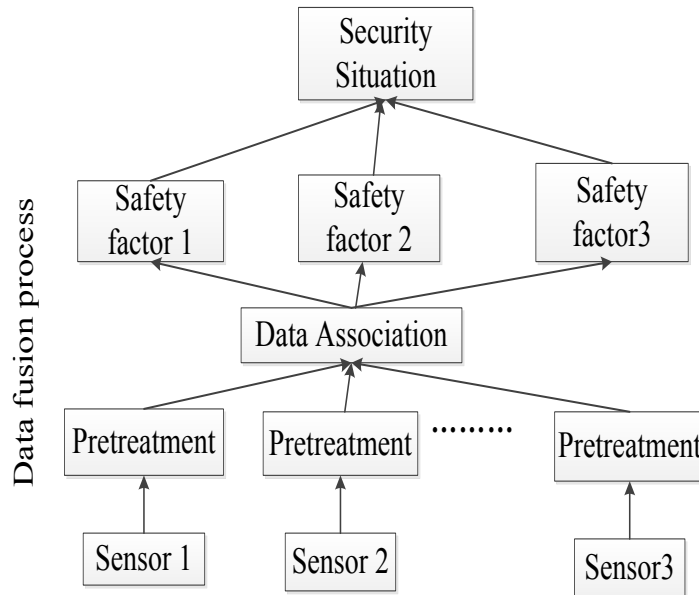 Security
Situation
Safety
factor 1
Safety
factor 2
Safety
factor3
Data Association
Pretreatment
Pretreatment
.........
Pretreatment
Sensor 1
Sensor 2
Sensor3
Data fusion process